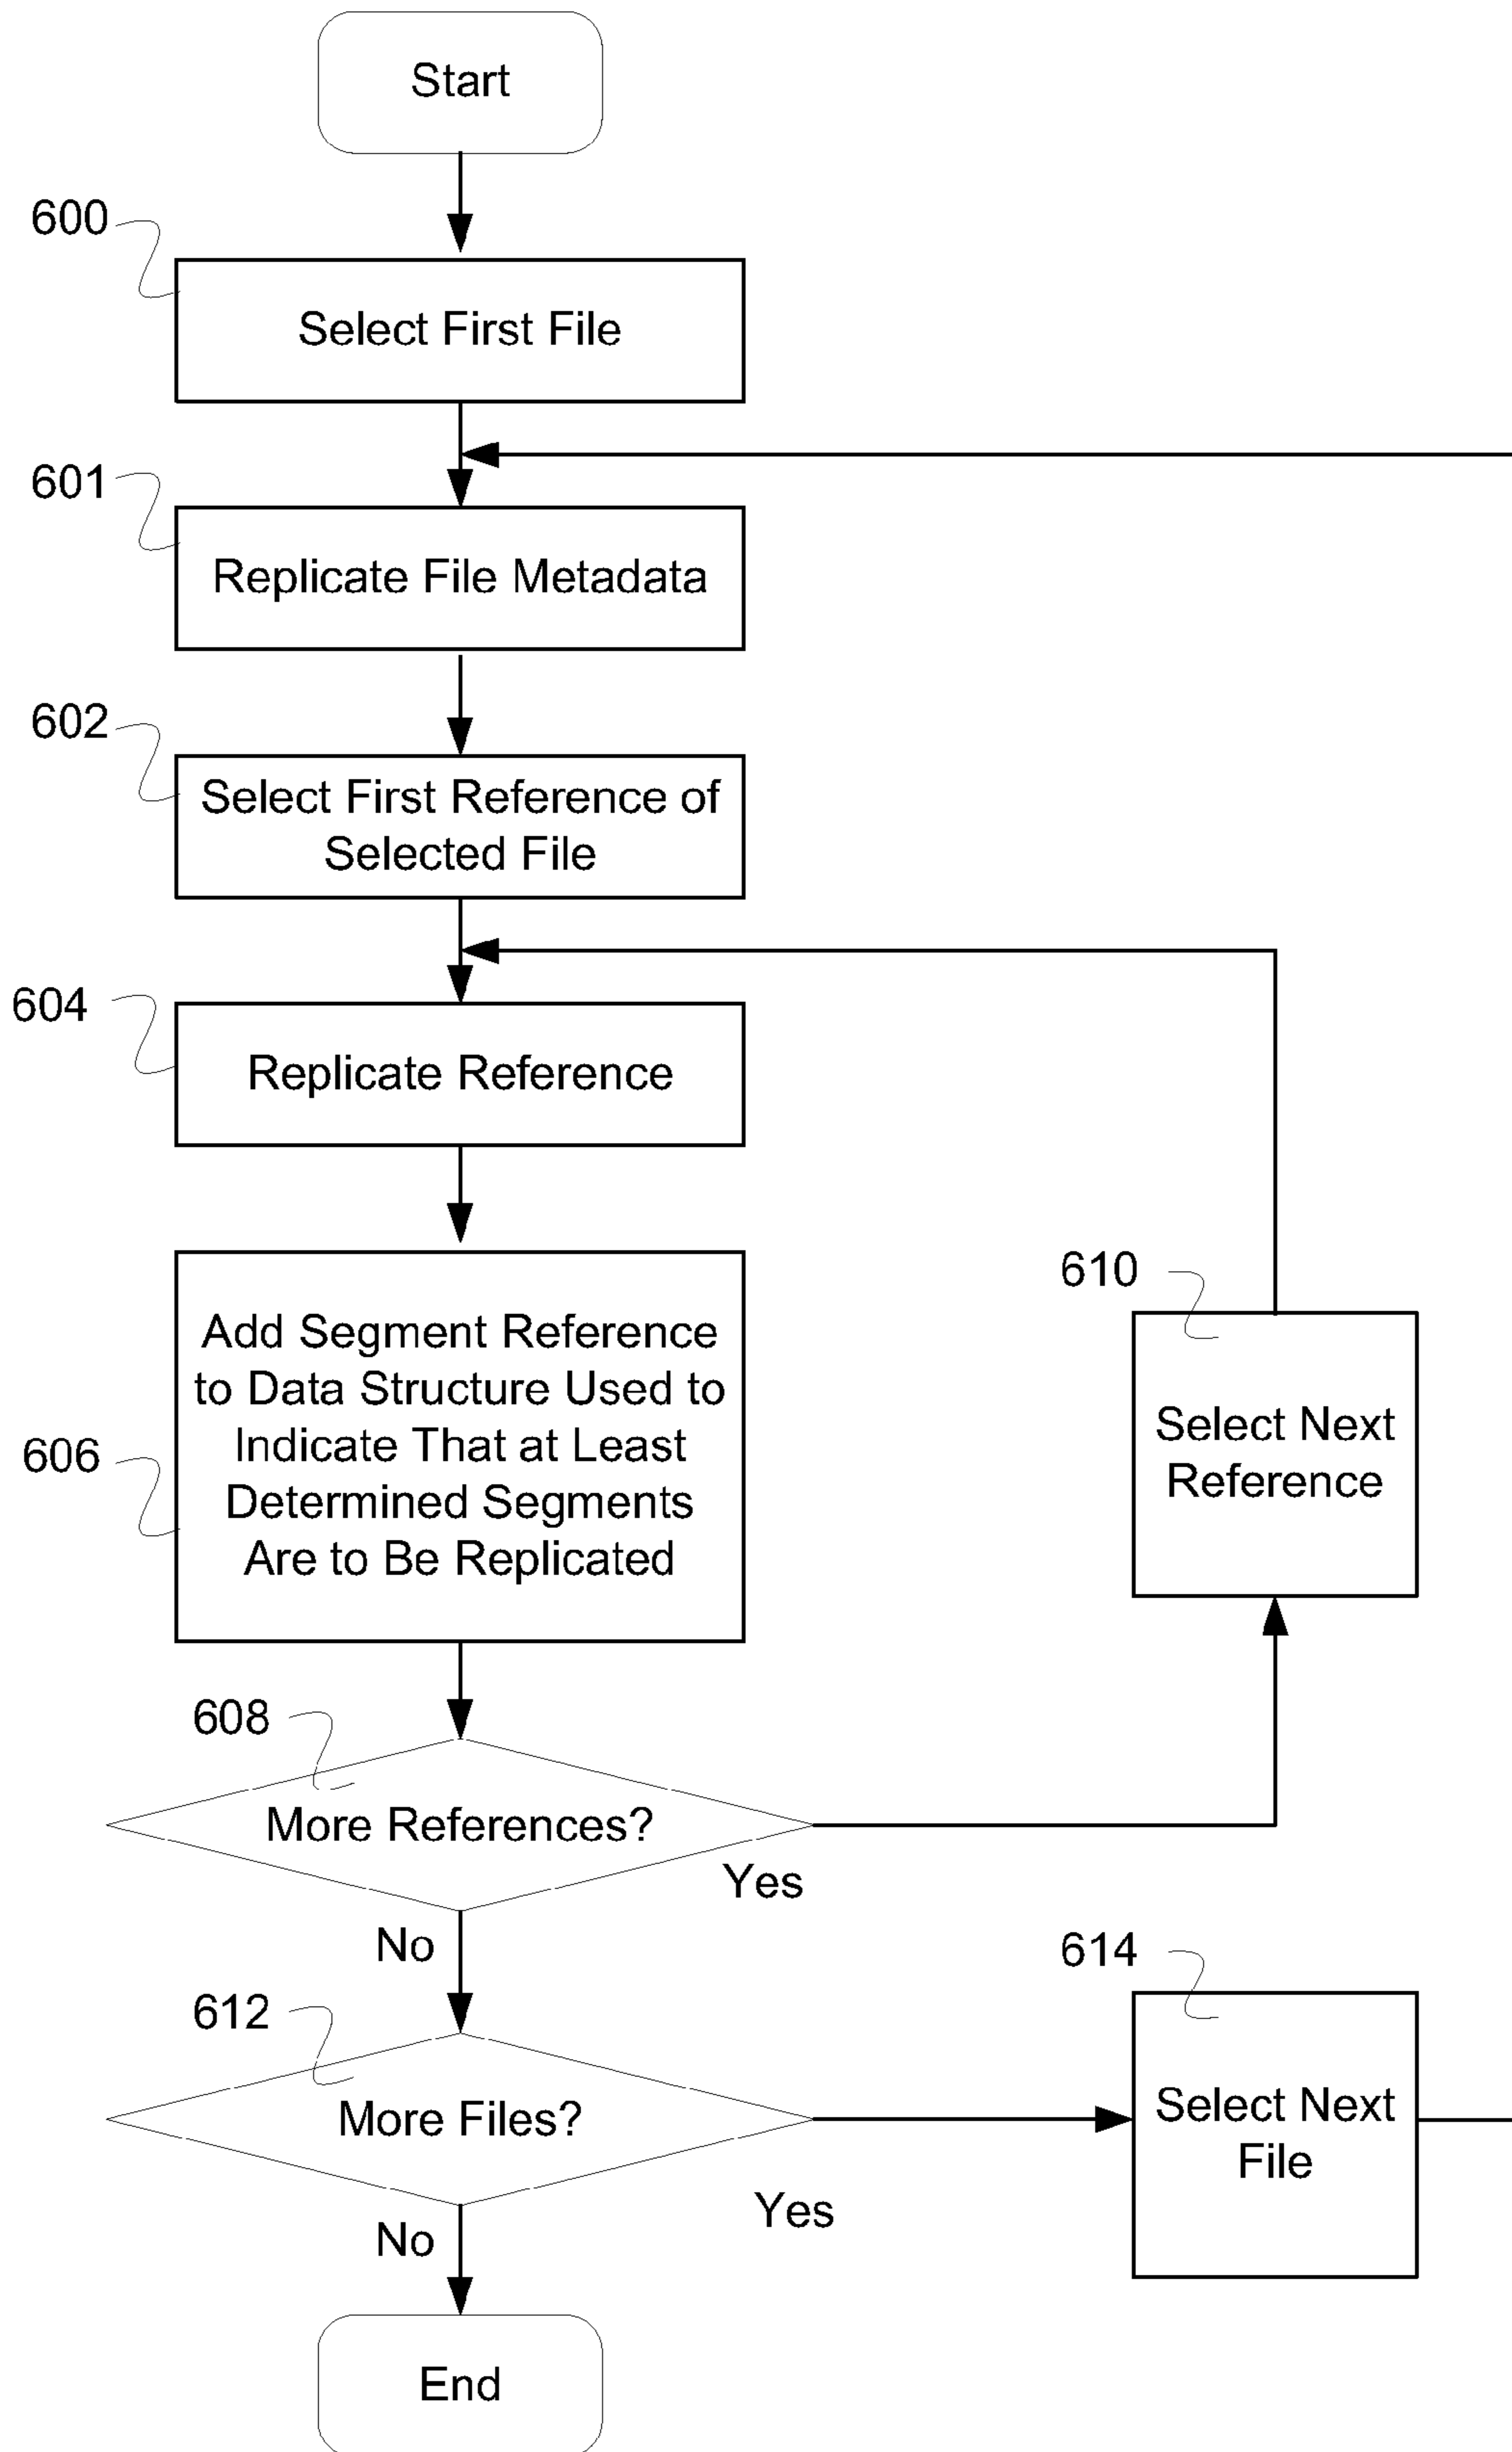 Start
600
Select First File
601
Replicate File Metadata
602
Select First Reference of
Selected File
604
Replicate Reference
606
Add Segment Reference
to Data Structure Used to
Indicate That at Least
Determined Segments
Are to Be Replicated
610
Select Next
Reference
608
More References?
Yes
No
612
More Files?
Yes
No
614
Select Next
File
End